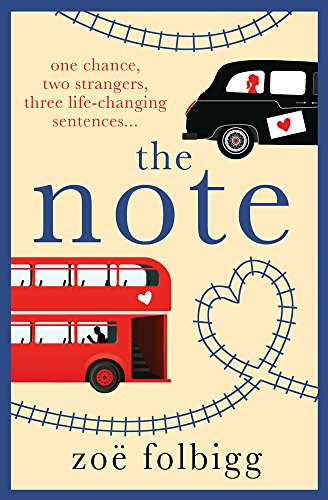 one chance,
two strangers,
three life-changing
sentences...
the
note
zoë folbigg